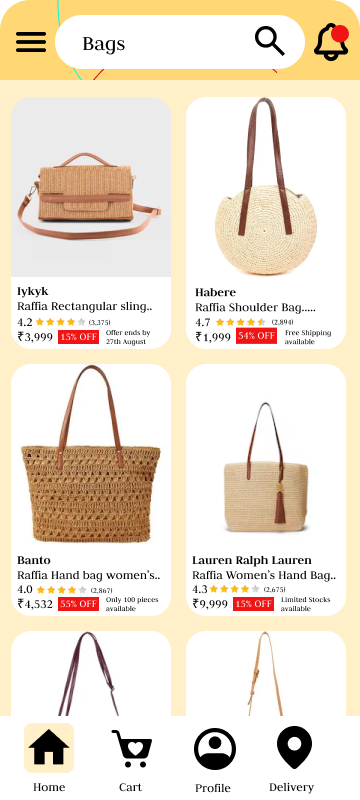 Bags
Iykyk
Raffia Rectangular sling..
4.2 (3,375)
₹3,999 15% OFF Offer ends by
27th August
Habere
Raffia Shoulder Bag.....
4.7 (2,894)
₹1,999 54% OFF Free Shipping
available
Banto
Raffia Hand bag women's..
4.0 (2,867)
₹4,532 55% OFF Only 100 pieces
available
Lauren Ralph Lauren
Raffia Women's Hand Bag..
4.3 (2,675)
₹9,999 15% OFF Limited Stocks
available
Home Cart Profile Delivery